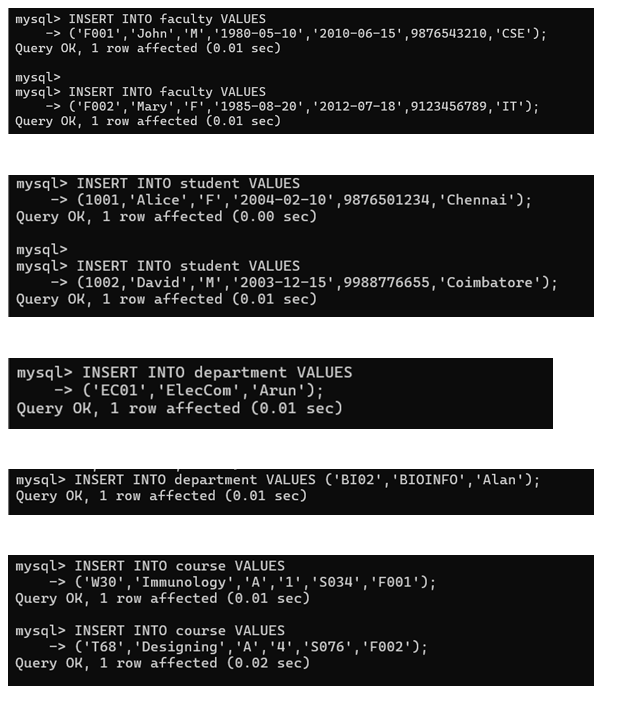 mysql> INSERT INTO faculty VALUES
-> ('F001','John','M','1980-05-10','2010-06-15',9876543210,'CSE');
Query OK, 1 row affected (0.01 sec)
mysql>
mysql> INSERT INTO faculty VALUES
-> ('F002','Mary','F','1985-08-20','2012-07-18',9123456789,'IT');
Query OK, 1 row affected (0.01 sec)
mysql> INSERT INTO student VALUES
-> (1001,'Alice','F','2004-02-10',9876501234,'Chennai');
Query OK, 1 row affected (0.00 sec)
mysql>
mysql> INSERT INTO student VALUES
-> (1002,'David','M','2003-12-15',9988776655,'Coimbatore');
Query OK, 1 row affected (0.01 sec)
mysql> INSERT INTO department VALUES
-> ('EC01','ElecCom','Arun');
Query OK, 1 row affected (0.01 sec)
mysql> INSERT INTO department VALUES ('BI02','BIOINFO','Alan');
Query OK, 1 row affected (0.01 sec)
mysql> INSERT INTO course VALUES
-> ('W30','Immunology','A','1','S034','F001');
Query OK, 1 row affected (0.01 sec)
mysql> INSERT INTO course VALUES
-> ('T68','Designing','A','4','S076','F002');
Query OK, 1 row affected (0.02 sec)